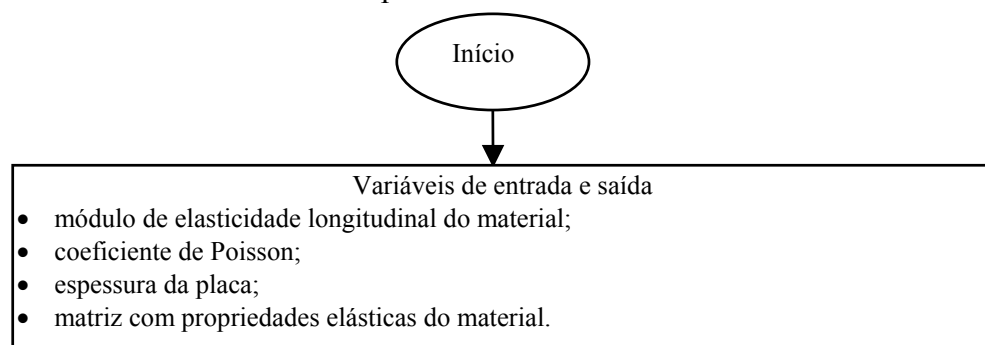 Início
Variáveis de entrada e saída
• módulo de elasticidade longitudinal do material;
• coeficiente de Poisson;
• espessura da placa;
• matriz com propriedades elásticas do material.